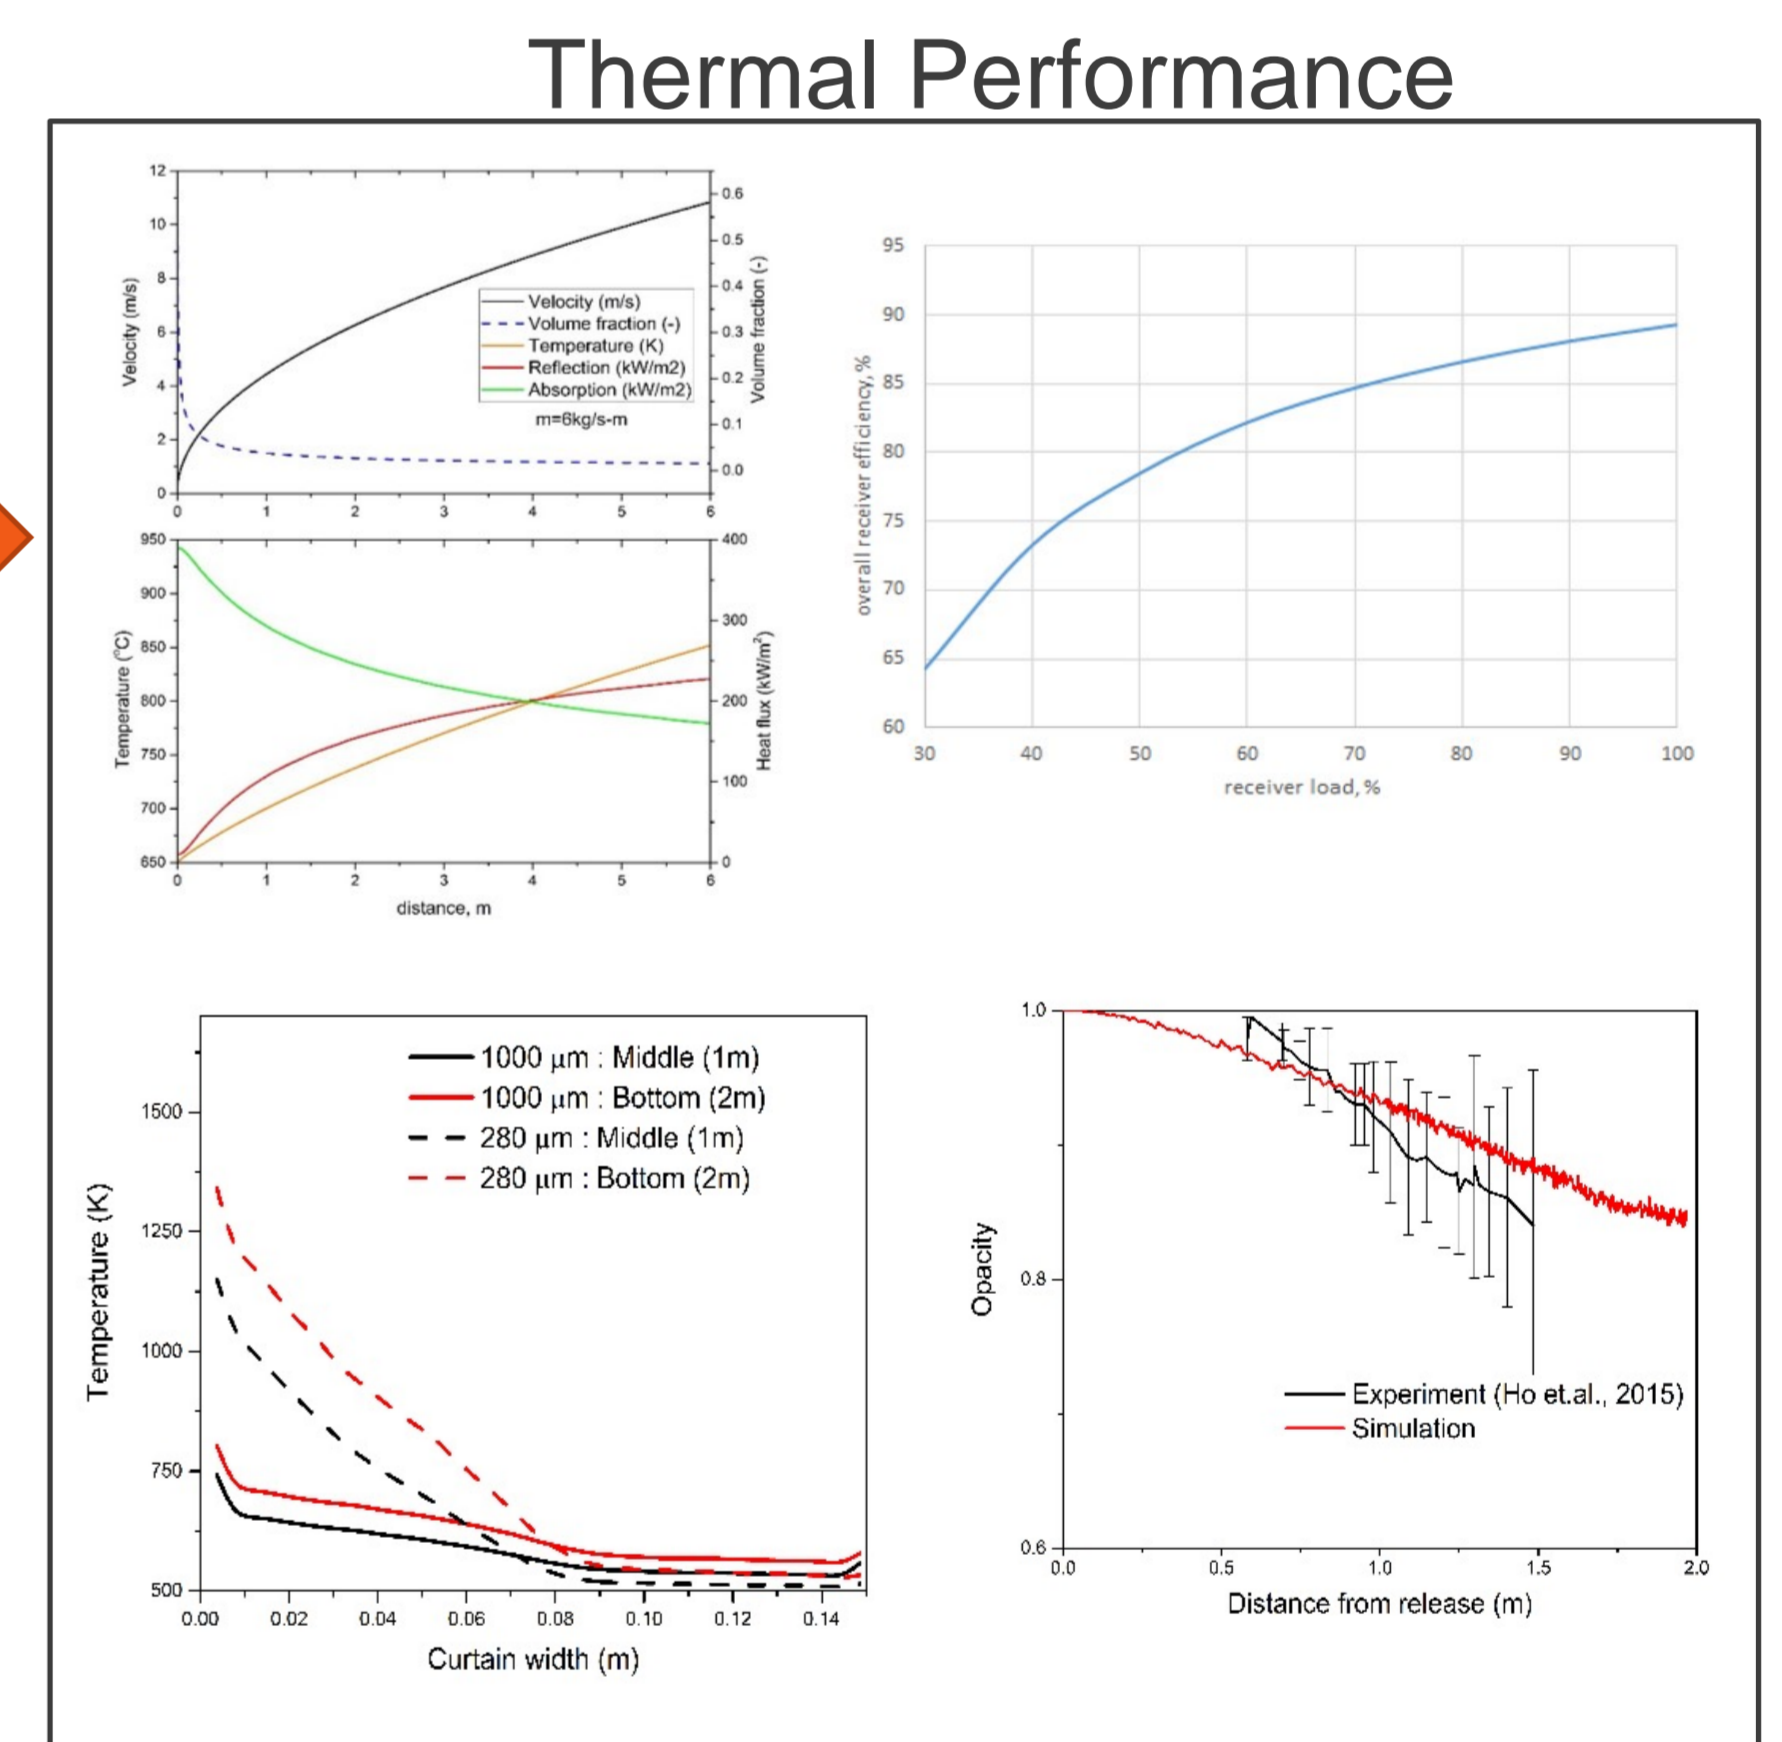 Thermal Performance
12
10
8
6
4
2
0
Velocity (m/s)
0.6
0.5
0.4
0.3
0.2
0.1
0.0
Volume fraction (-)
Velocity (m/s)
Volume fraction (-)
Temperature (K)
Reflection (kW/m2)
Absorption (kW/m2)
m=6kg/s-m
0 1 2 3 4 5 6
950
900
850
800
750
700
650
Temperature (°C)
400
300
200
100
0
Heat flux (kW/m²)
0 1 2 3 4 5 6
distance, m
95
90
85
80
75
70
65
60
overall receiver efficiency, %
30 40 50 60 70 80 90 100
receiver load, %
1000 μm : Middle (1m)
1000 μm : Bottom (2m)
280 μm : Middle (1m)
280 μm : Bottom (2m)
1500
1250
1000
750
500
Temperature (K)
0.00 0.02 0.04 0.06 0.08 0.10 0.12 0.14
Curtain width (m)
1.0
0.8
0.6
Opacity
Experiment (Ho et.al., 2015)
Simulation
0.0 0.5 1.0 1.5 2.0
Distance from release (m)